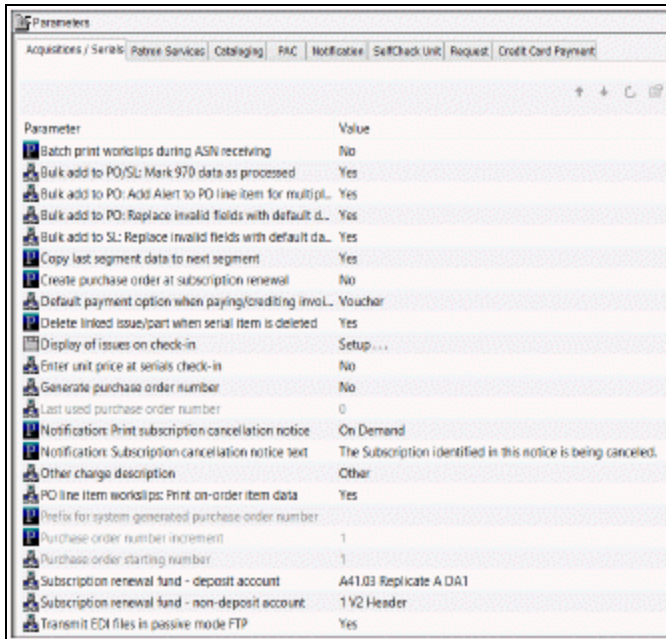 Parameters
Acquisitions / Serials Patron Services Cataloging PAC Notification SelfCheck Unit Request Credit Card Payment
Parameter Value
Batch print workslips during ASN receiving No
Bulk add to PO/SL: Mark 970 data as processed Yes
Bulk add to PO: Add Alert to PO line item for multipl... Yes
Bulk add to PO: Replace invalid fields with default d... Yes
Bulk add to SL: Replace invalid fields with default da... Yes
Copy last segment data to next segment Yes
Create purchase order at subscription renewal No
Default payment option when paying/crediting invoi... Voucher
Delete linked issue/part when serial item is deleted Yes
Display of issues on check-in Setup...
Enter unit price at serials check-in No
Generate purchase order number No
Last used purchase order number 0
Notification: Print subscription cancellation notice On Demand
Notification: Subscription cancellation notice text The Subscription identified in this notice is being canceled.
Other charge description Other
PO line item workslips: Print on-order item data Yes
Prefix for system generated purchase order number
Purchase order number increment 1
Purchase order starting number 1
Subscription renewal fund - deposit account A41.03 Replicate A DA1
Subscription renewal fund - non-deposit account 1Y2 Header
Transmit EDI files in passive mode FTP Yes